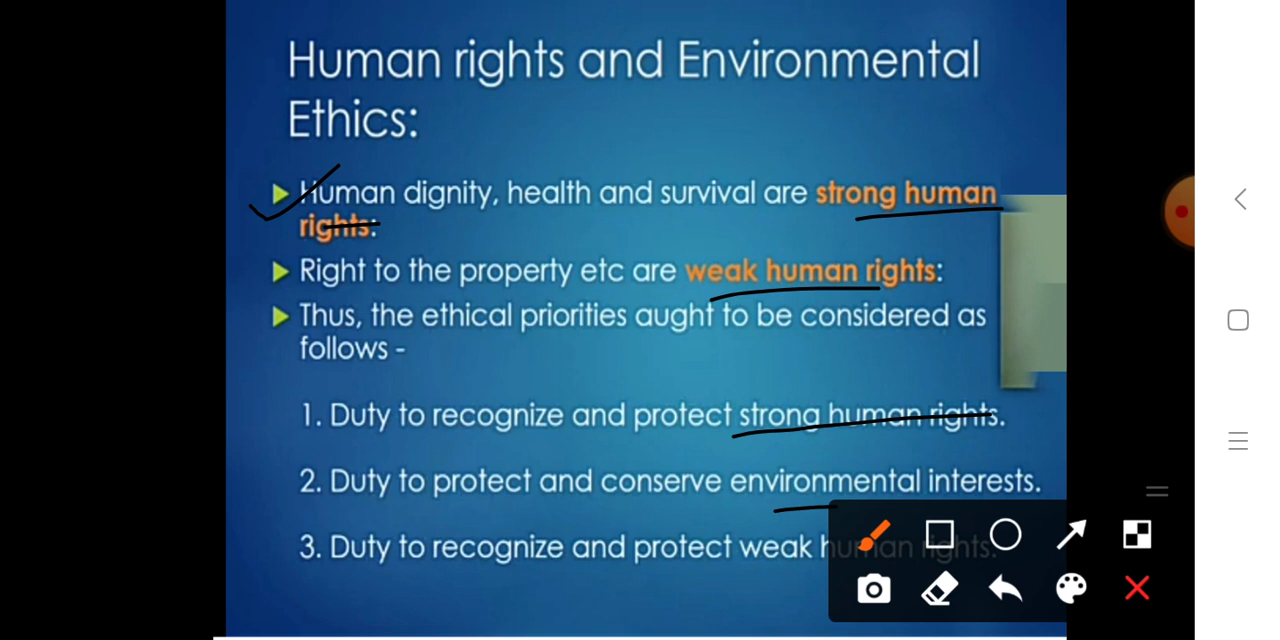 Human rights and Environmental
Ethics:
Human dignity, health and survival are strong human
rights:
Right to the property etc are weak human rights:
Thus, the ethical priorities aught to be considered as
follows -
1. Duty to recognize and protect strong human rights.
2. Duty to protect and conserve environmental interests.
3. Duty to recognize and protect weak human rights.